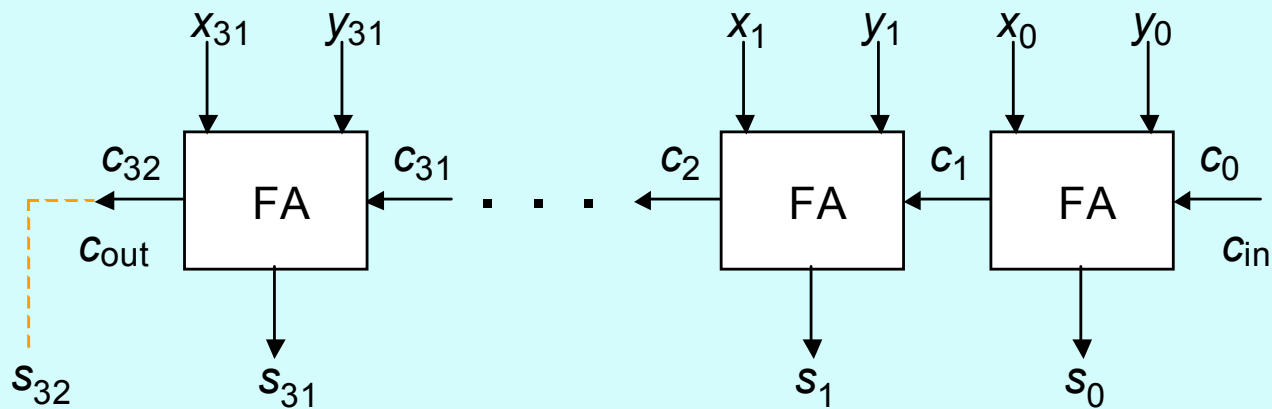 x31 y31 x1 y1 x0 y0
c32 c31 . . . c2 c1 c0
FA FA FA
cout cin
s32 s31 s1 s0